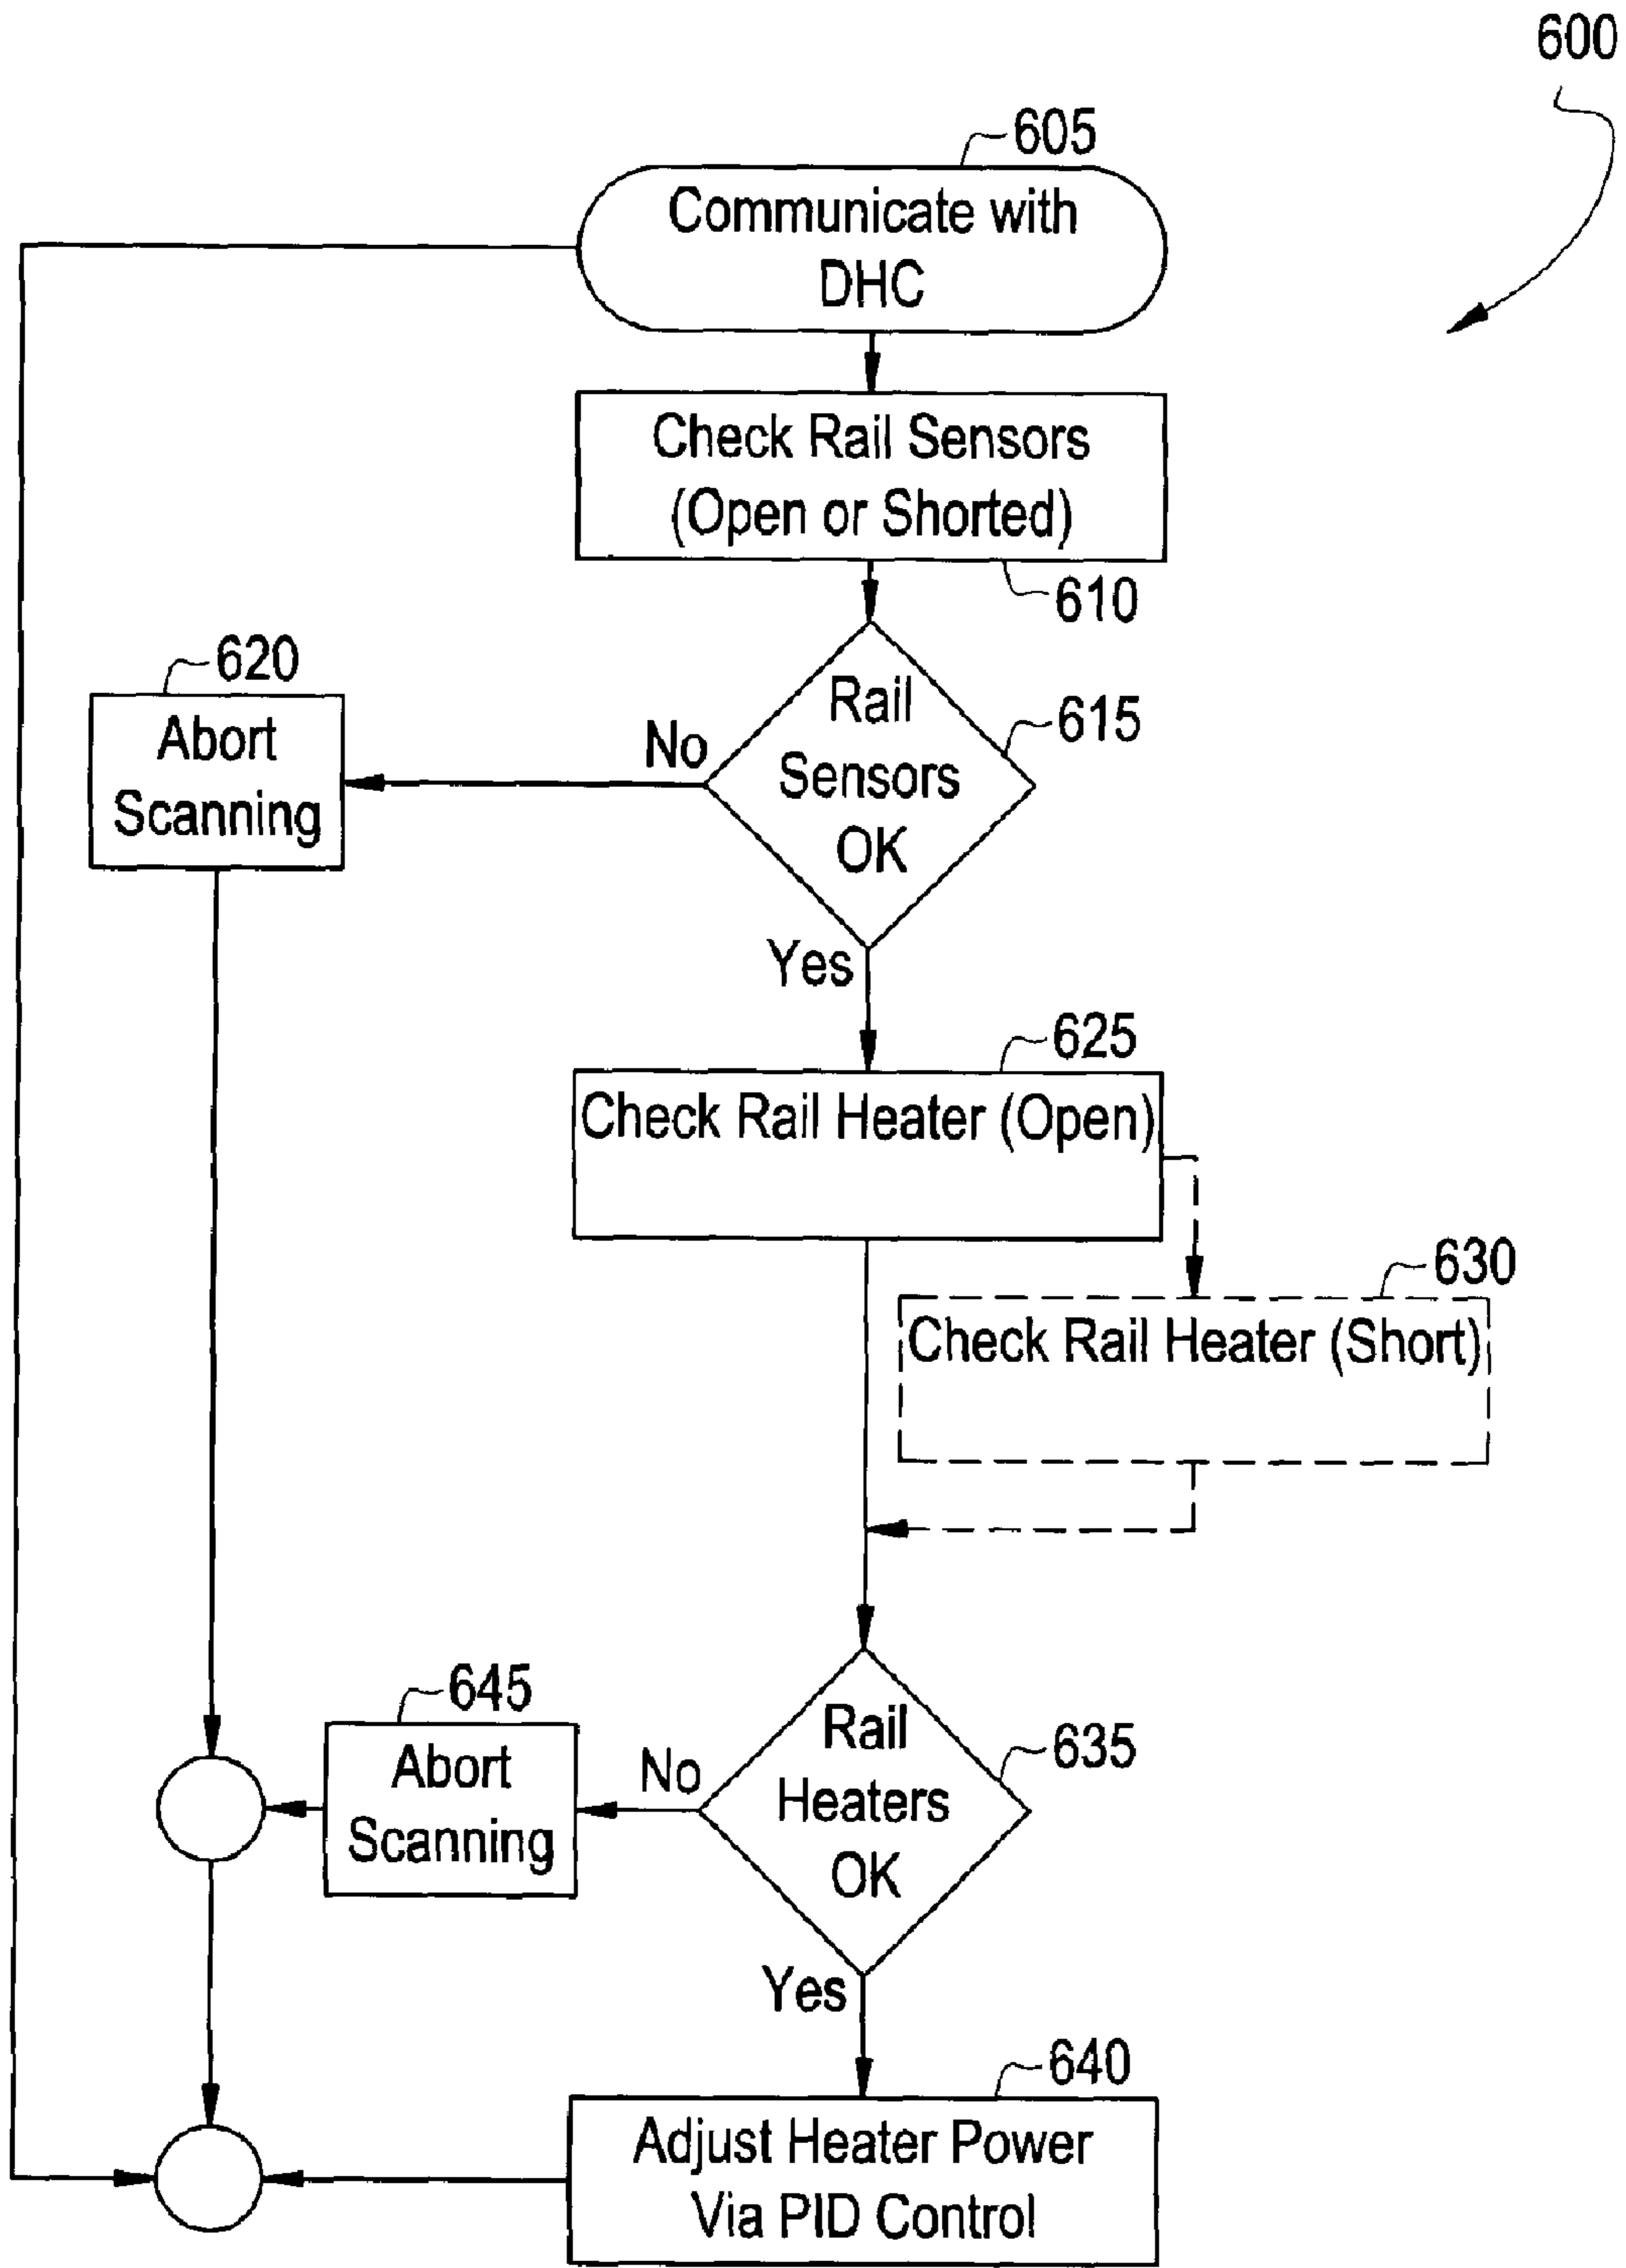 600
605
Communicate with
DHC
Check Rail Sensors
(Open or Shorted)
610
620
Abort
Scanning
No
Rail
Sensors
OK
615
Yes
625
Check Rail Heater (Open)
630
Check Rail Heater (Short)
645
Abort
Scanning
No
Rail
Heaters
OK
635
Yes
640
Adjust Heater Power
Via PID Control